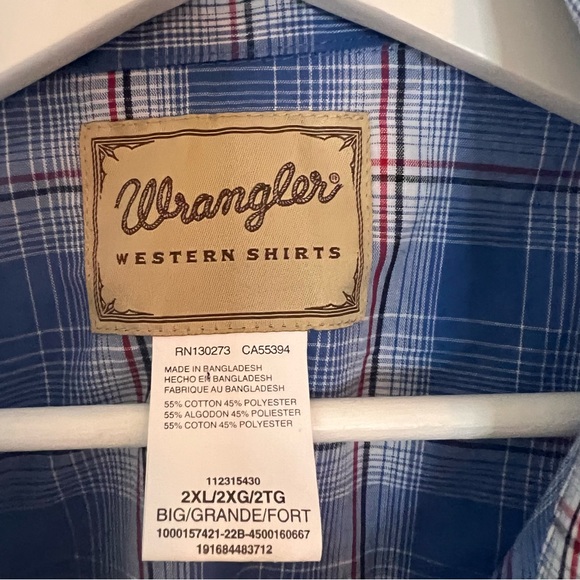 Wrangler®
WESTERN SHIRTS
RN130273 CA55394
MADE IN BANGLADESH
HECHO EN BANGLADESH
FABRIQUE AU BANGLADESH
55% COTTON 45% POLYESTER
55% ALGODON 45% POLIESTER
55% COTON 45% POLYESTER
112315430
2XL/2XG/2TG
BIG/GRANDE/FORT
1000157421-22B-4500160667
191684483712